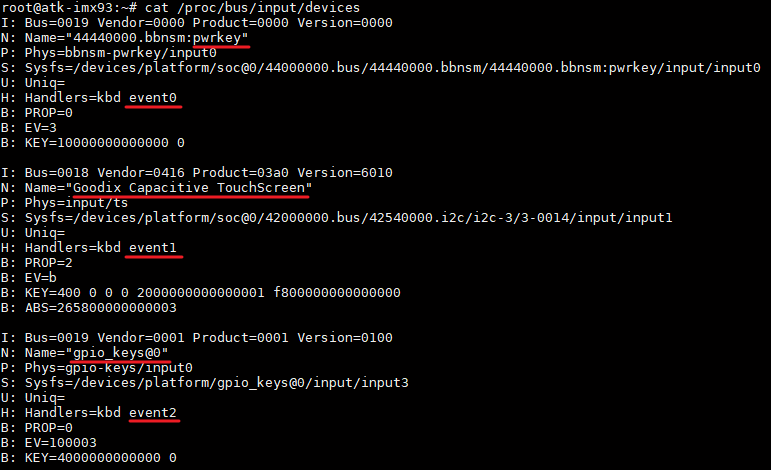 root@atk-imx93:~# cat /proc/bus/input/devices
I: Bus=0019 Vendor=0000 Product=0000 Version=0000
N: Name="44440000.bbnsm:pwrkey"
P: Phys=bbnsm-pwrkey/input0
S: Sysfs=/devices/platform/soc@0/44000000.bus/44440000.bbnsm/44440000.bbnsm:pwrkey/input/input0
U: Uniq=
H: Handlers=kbd event0
B: PROP=0
B: EV=3
B: KEY=10000000000000 0
I: Bus=0018 Vendor=0416 Product=03a0 Version=6010
N: Name="Goodix Capacitive TouchScreen"
P: Phys=input/ts
S: Sysfs=/devices/platform/soc@0/42000000.bus/42540000.i2c/i2c-3/3-0014/input/input1
U: Uniq=
H: Handlers=kbd event1
B: PROP=2
B: EV=b
B: KEY=400 0 0 0 2000000000000001 f800000000000000
B: ABS=265800000000003
I: Bus=0019 Vendor=0001 Product=0001 Version=0100
N: Name="gpio_keys@0"
P: Phys=gpio-keys/input0
S: Sysfs=/devices/platform/gpio_keys@0/input/input3
U: Uniq=
H: Handlers=kbd event2
B: PROP=0
B: EV=100003
B: KEY=4000000000000 0